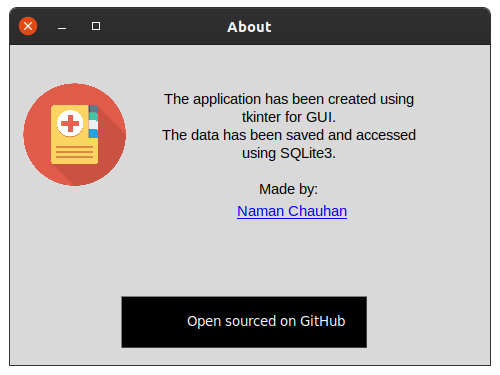 About
The application has been created using
tkinter for GUI.
The data has been saved and accessed
using SQLite3.
Made by:
Naman Chauhan
Open sourced on GitHub